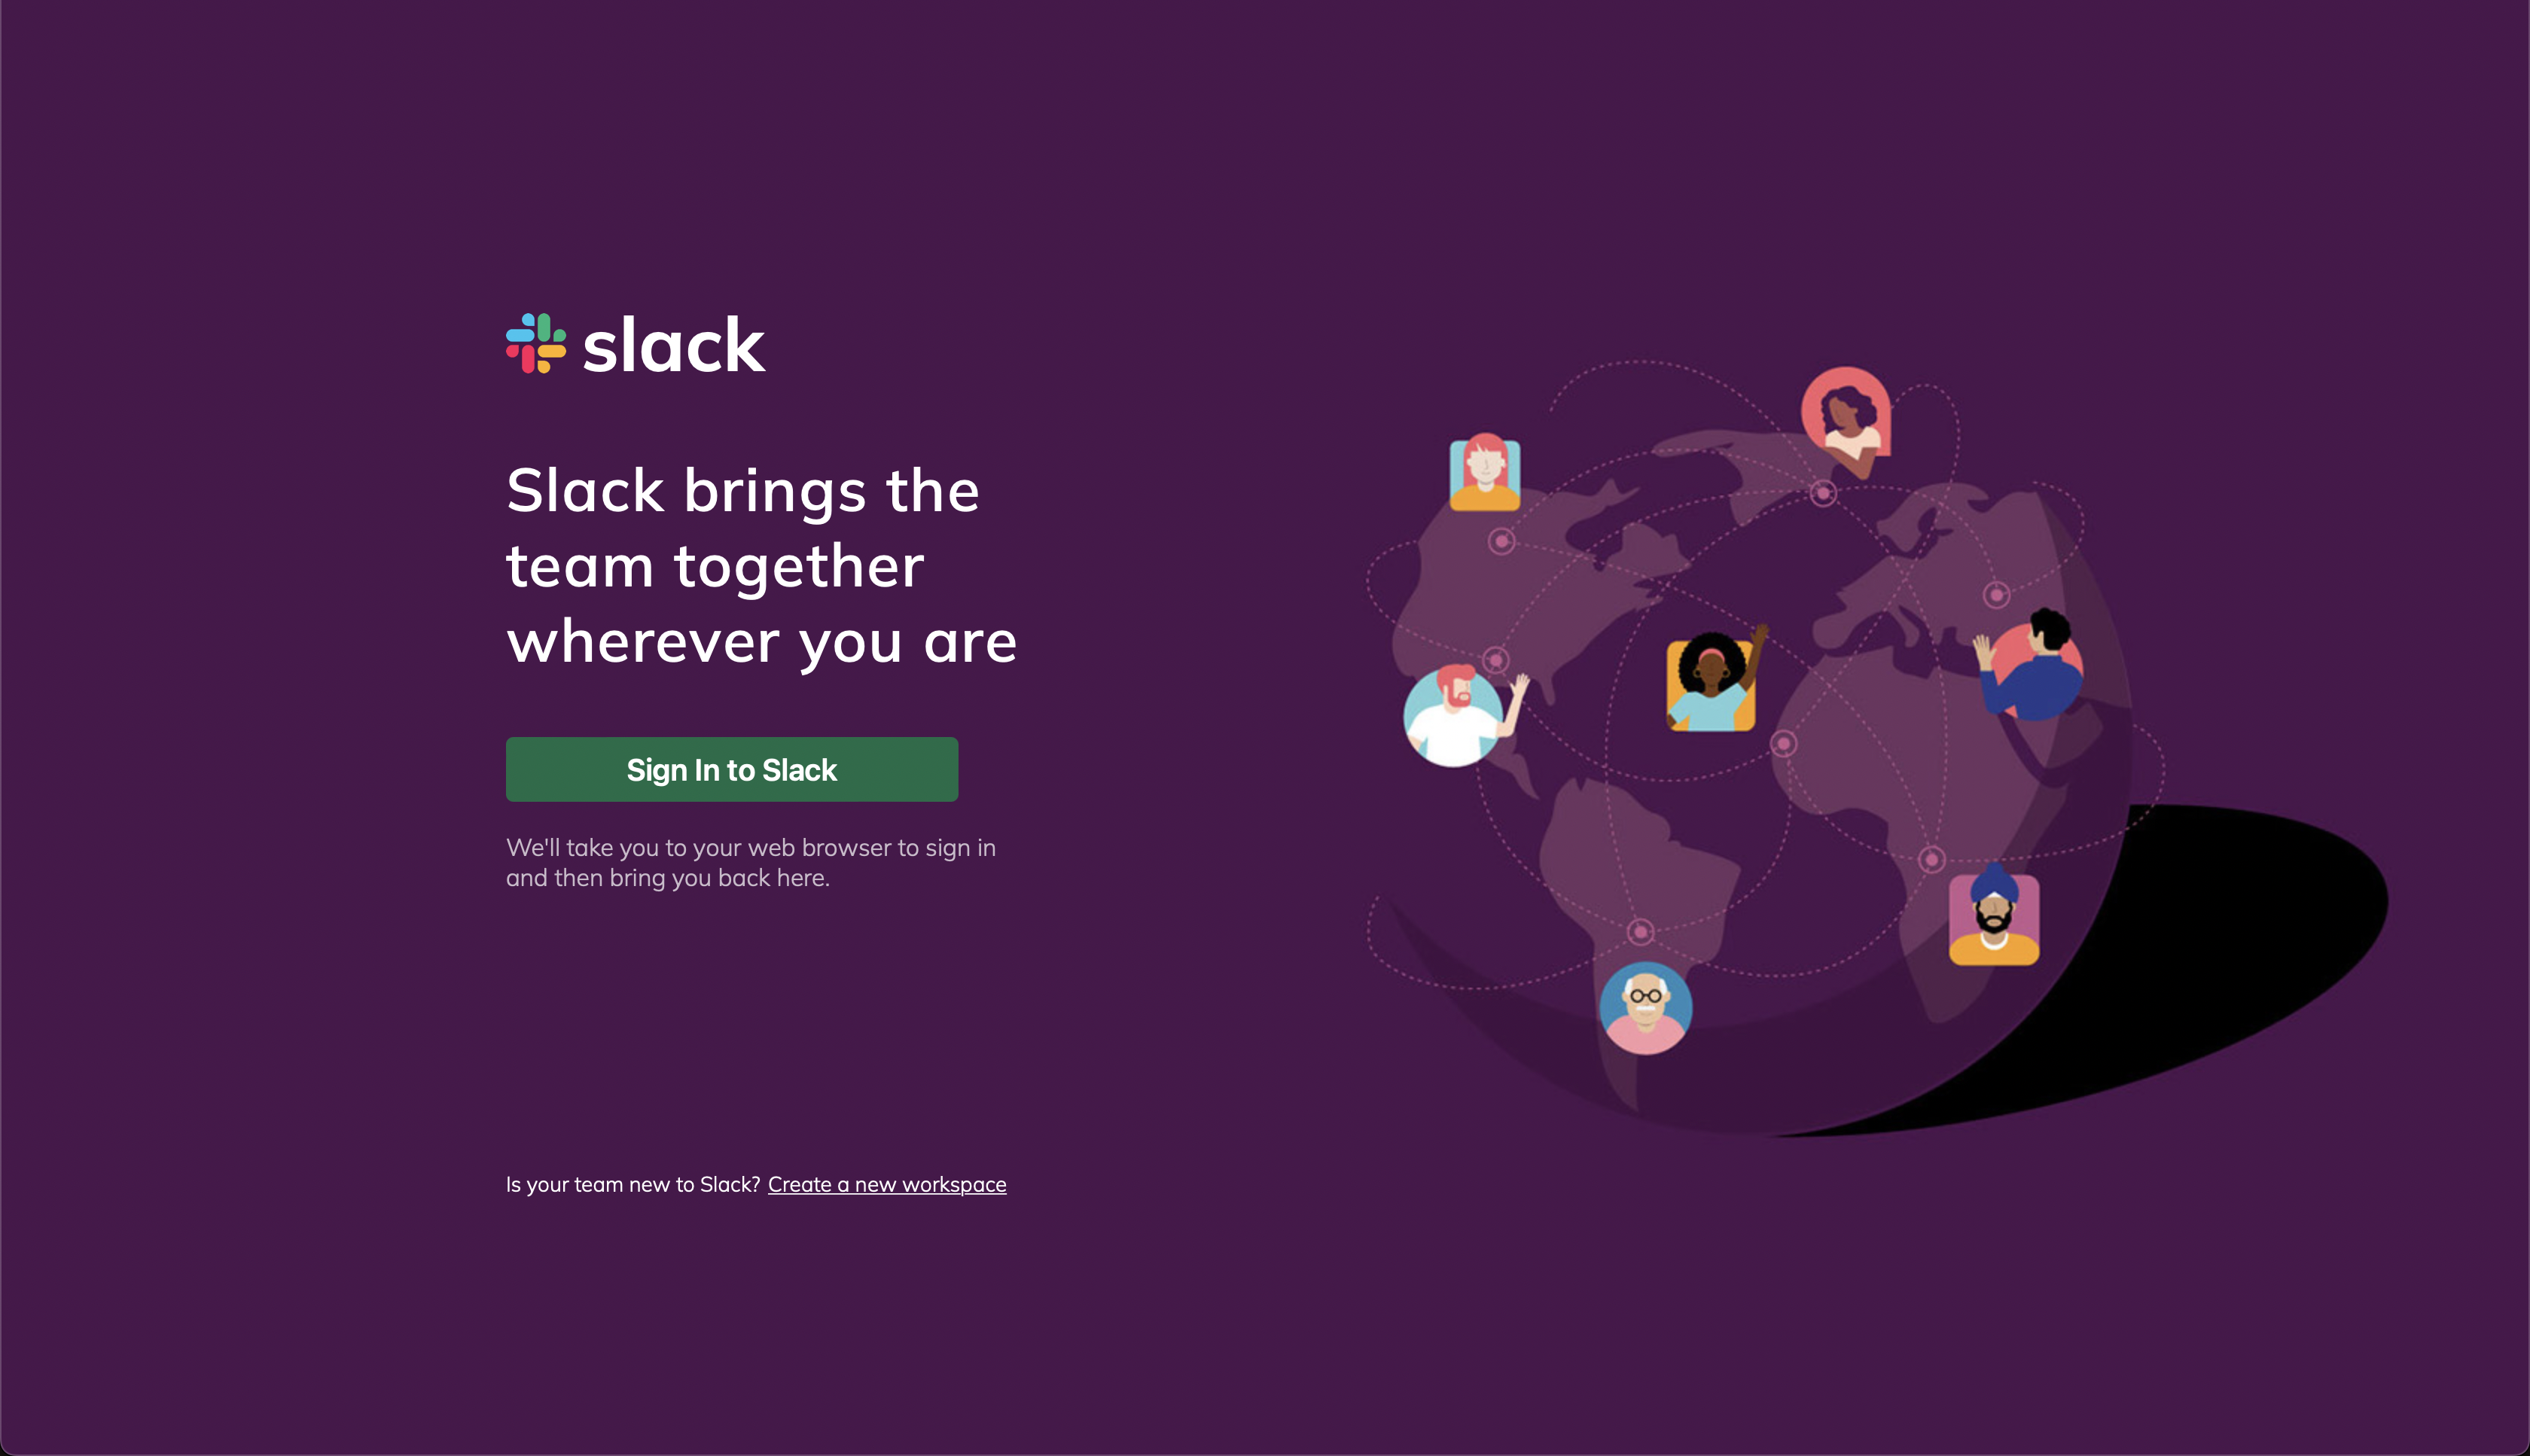 slack
Slack brings the
team together
wherever you are
Sign In to Slack
We'll take you to your web browser to sign in
and then bring you back here.
Is your team new to Slack? Create a new workspace